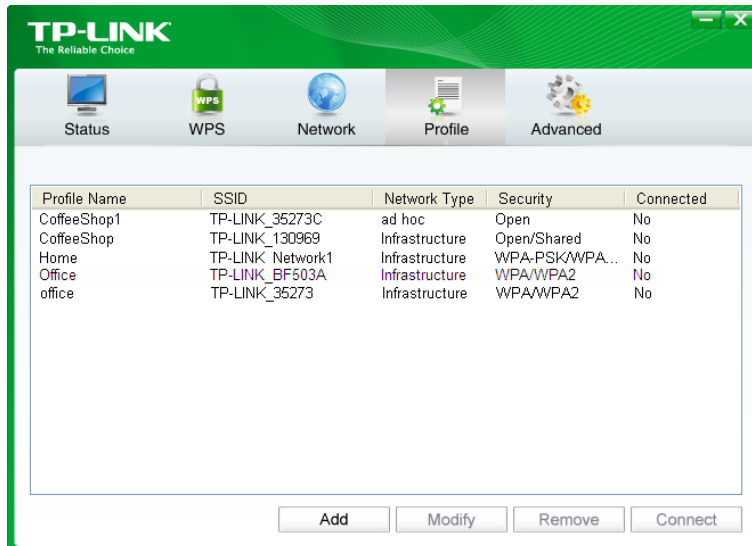 TP-LINK
The Reliable Choice
Status WPS Network Profile Advanced
WPS
Profile Name SSID Network Type Security Connected
CoffeeShop1 TP-LINK_35273C ad hoc Open No
CoffeeShop TP-LINK_130969 Infrastructure Open/Shared No
Home TP-LINK_Network1 Infrastructure WPA-PSK/WPA... No
Office TP-LINK_BF503A Infrastructure WPA/WPA2 No
office TP-LINK_35273 Infrastructure WPA/WPA2 No
Add Modify Remove Connect